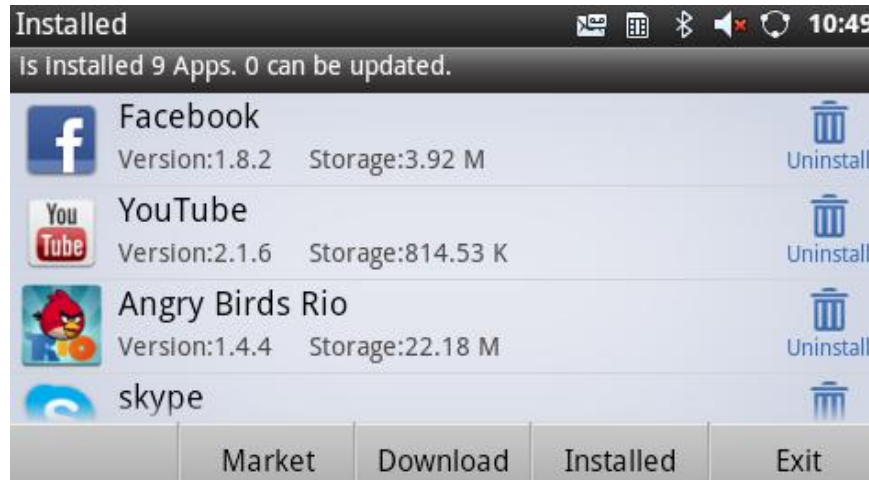 Installed 10:49
is installed 9 Apps. 0 can be updated.
Facebook
Version:1.8.2 Storage:3.92 M
Uninstall
You
Tube
YouTube
Version:2.1.6 Storage:814.53 K
Uninstall
RIO
Angry Birds Rio
Version:1.4.4 Storage:22.18 M
Uninstall
skype
Market Download Installed Exit